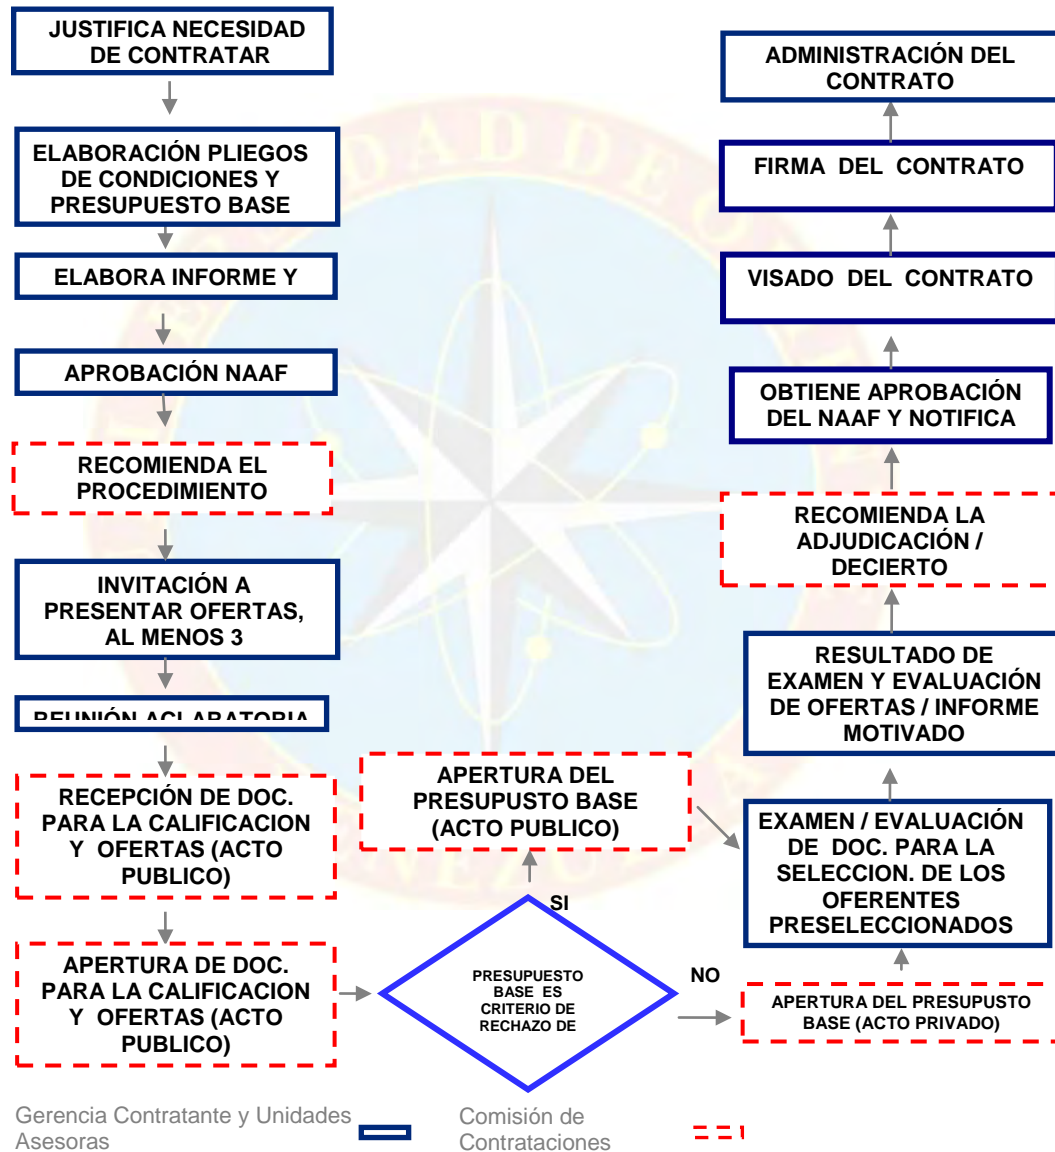 JUSTIFICA NECESIDAD
DE CONTRATAR
ELABORACIÓN PLIEGOS
DE CONDICIONES Y
PRESUPUESTO BASE
ELABORA INFORME Y
APROBACIÓN NAAF
RECOMIENDA EL
PROCEDIMIENTO
INVITACIÓN A
PRESENTAR OFERTAS,
AL MENOS 3
REUNIÓN ACLARATORIA
RECEPCIÓN DE DOC.
PARA LA CALIFICACION
Y OFERTAS (ACTO
PUBLICO)
APERTURA DE DOC.
PARA LA CALIFICACION
Y OFERTAS (ACTO
PUBLICO)
PRESUPUESTO
BASE ES
CRITERIO DE
RECHAZO DE
SI
APERTURA DEL
PRESUPUSTO BASE
(ACTO PUBLICO)
NO
APERTURA DEL PRESUPUSTO
BASE (ACTO PRIVADO)
EXAMEN / EVALUACIÓN
DE DOC. PARA LA
SELECCION. DE LOS
OFERENTES
PRESELECCIONADOS
RESULTADO DE
EXAMEN Y EVALUACIÓN
DE OFERTAS / INFORME
MOTIVADO
RECOMIENDA LA
ADJUDICACIÓN /
DECIERTO
OBTIENE APROBACIÓN
DEL NAAF Y NOTIFICA
VISADO DEL CONTRATO
FIRMA DEL CONTRATO
ADMINISTRACIÓN DEL
CONTRATO
Gerencia Contratante y Unidades
Asesoras
Comisión de
Contrataciones